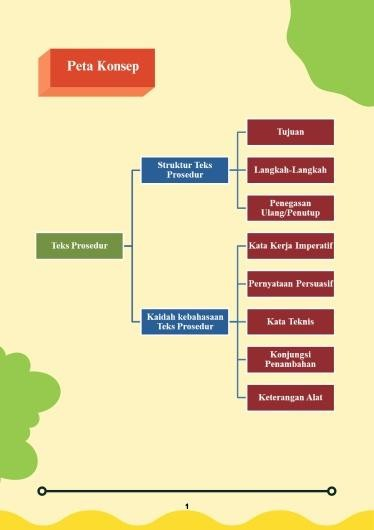 Peta Konsep
Teks Prosedur
Struktur Teks
Prosedur
Tujuan
Langkah-Langkah
Penegasan
Ulang/Penutup
Kaidah kebahasaan
Teks Prosedur
Kata Kerja Imperatif
Pernyataan Persuasif
Kata Teknis
Konjungsi
Penambahan
Keterangan Alat
1